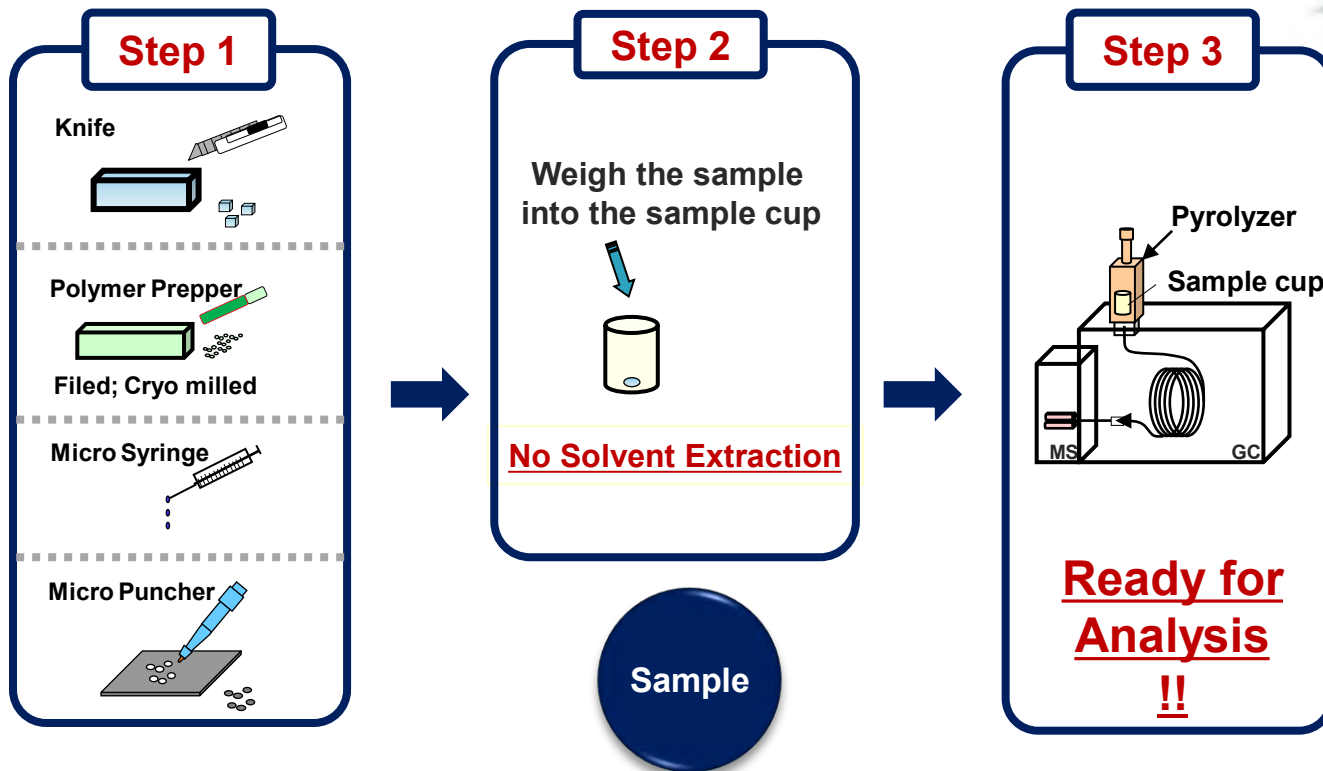 Step 1
Knife
Polymer Prepper
Filed; Cryo milled
Micro Syringe
Micro Puncher
Step 2
Weigh the sample
into the sample cup
No Solvent Extraction
Sample
Step 3
Pyrolyzer
Sample cup
MS
GC
Ready for
Analysis
!!